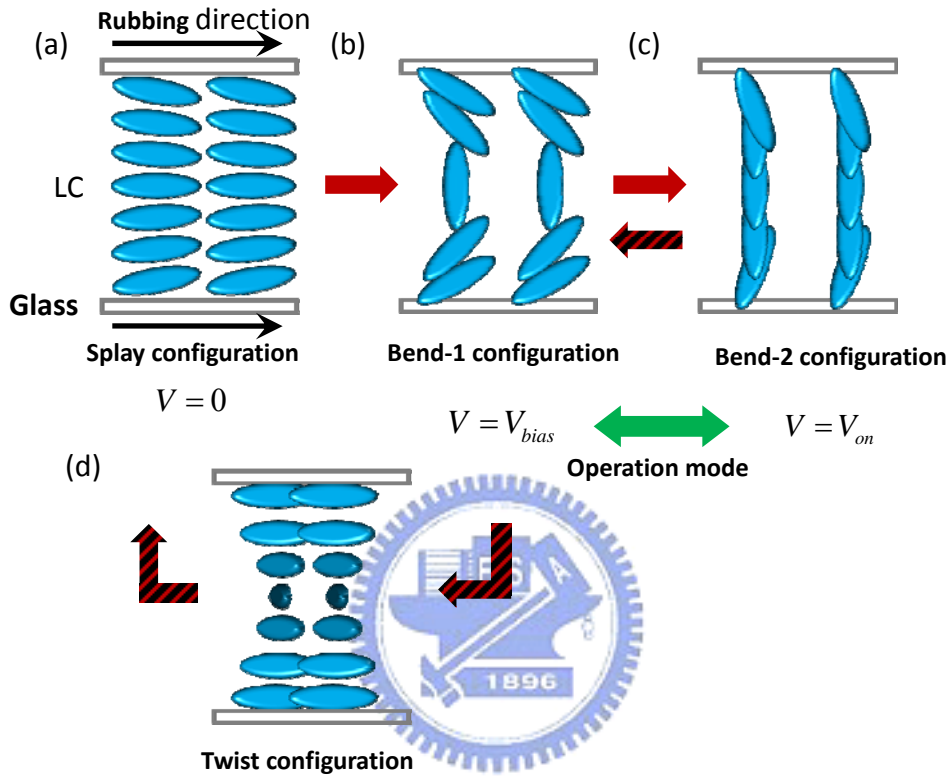 Rubbing direction
(a)
(b)
(c)
LC
Glass
Splay configuration
Bend-1 configuration
Bend-2 configuration
V = 0
V = V_bias
V = V_on
Operation mode
(d)
1896
Twist configuration